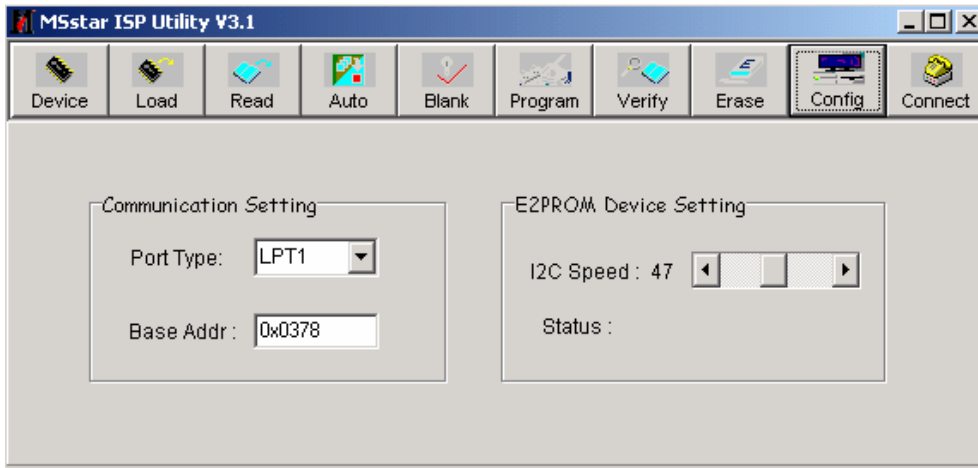 MSstar ISP Utility V3.1
Device Load Read Auto Blank Program Verify Erase Config Connect
Communication Setting
Port Type: LPT1
Base Addr : 0x0378
E2PROM Device Setting
I2C Speed : 47
Status :